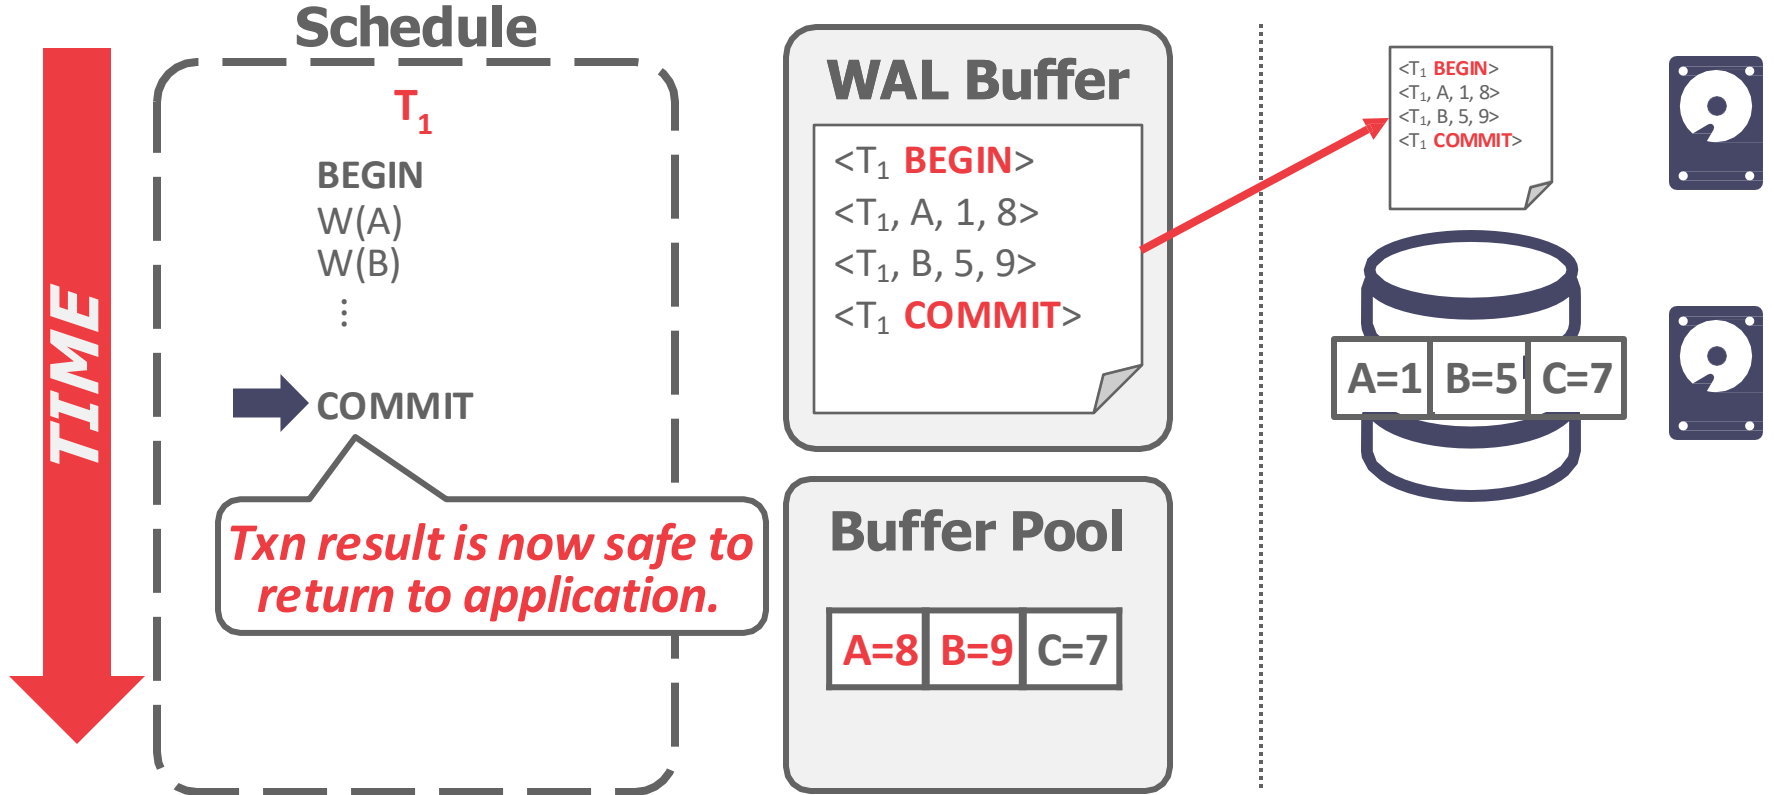 Schedule
TIME
T₁
BEGIN
W(A)
W(B)
⋮
COMMIT
Txn result is now safe to
return to application.
WAL Buffer
<T₁ BEGIN>
<T₁, A, 1, 8>
<T₁, B, 5, 9>
<T₁ COMMIT>
Buffer Pool
A=8 B=9 C=7
<T₁ BEGIN>
<T₁, A, 1, 8>
<T₁, B, 5, 9>
<T₁ COMMIT>
A=1 B=5 C=7